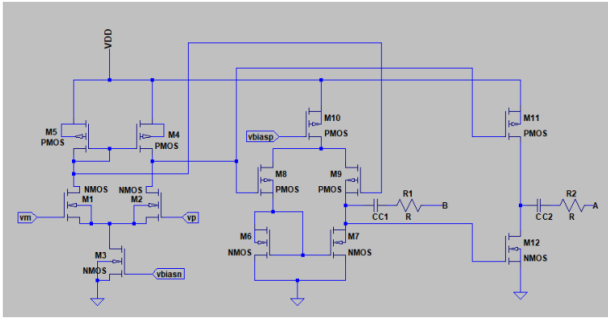 VDD
M5
PMOS
M4
PMOS
vbiasp
M10
PMOS
M11
PMOS
M8
PMOS
M9
PMOS
NMOS
M1
NMOS
M2
vm
vp
CC1
R1
R
B
CC2
R2
R
A
M6
NMOS
M7
NMOS
M3
NMOS
vbiasn
M12
NMOS